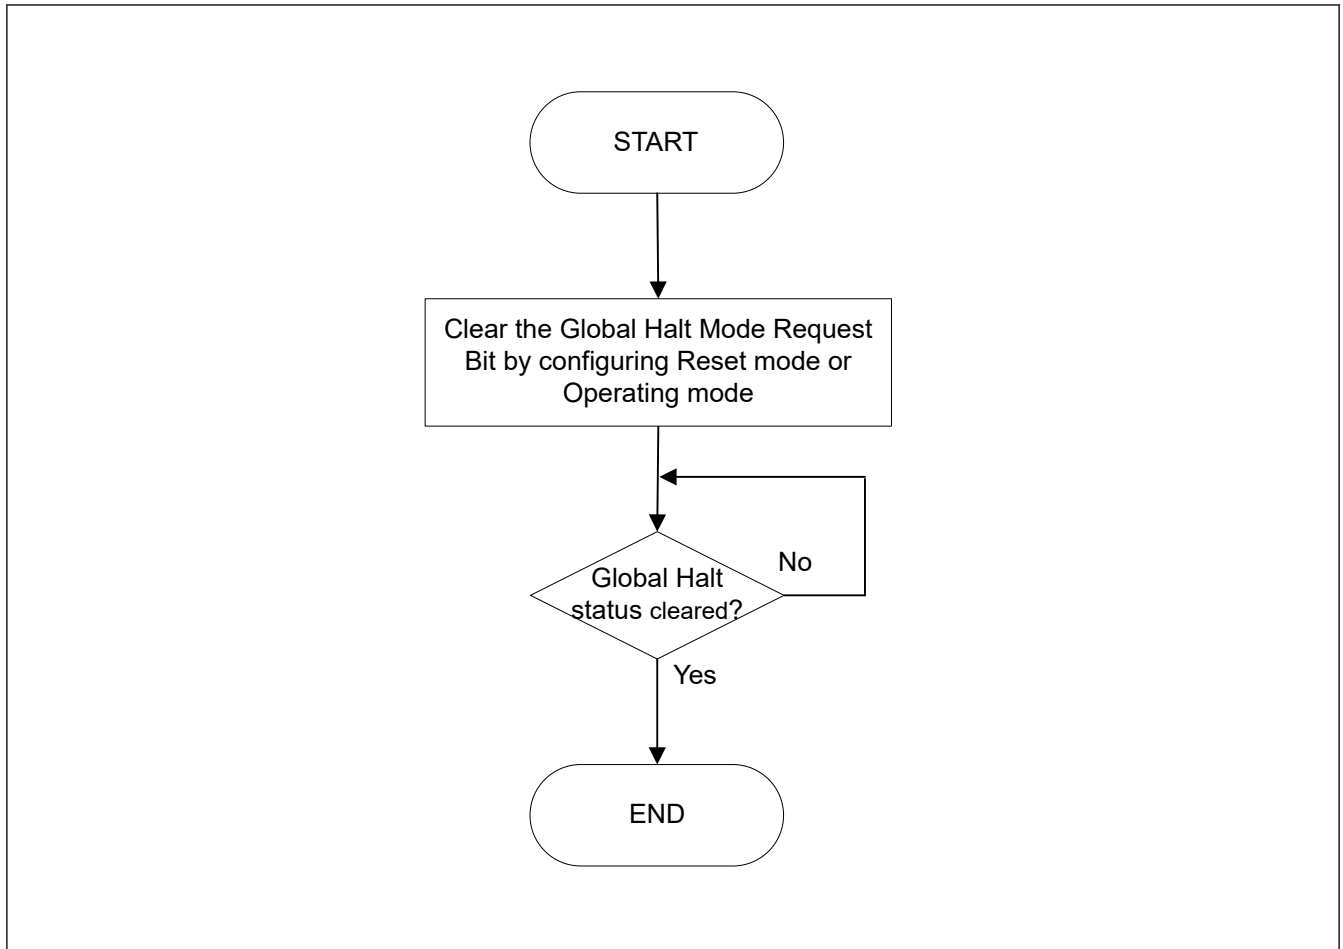 START
Clear the Global Halt Mode Request
Bit by configuring Reset mode or
Operating mode
No
Global Halt
status cleared?
Yes
END